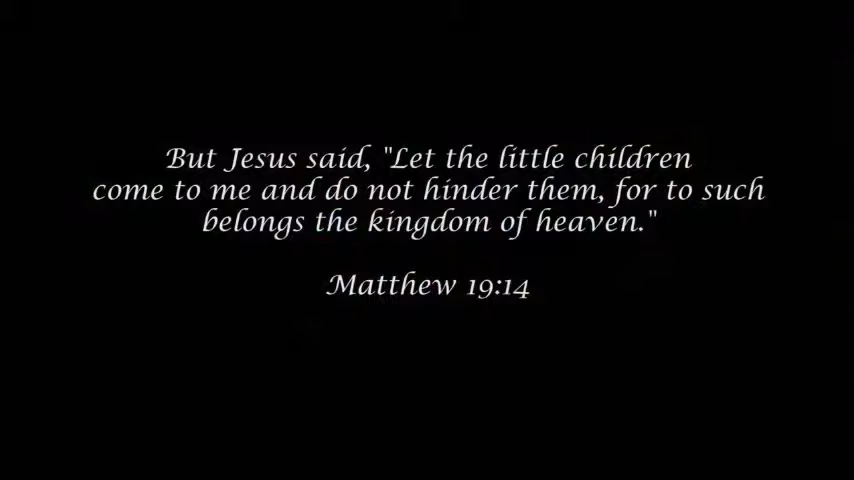 But Jesus said, "Let the little children
come to me and do not hinder them, for to such
belongs the kingdom of heaven."
Matthew 19:14